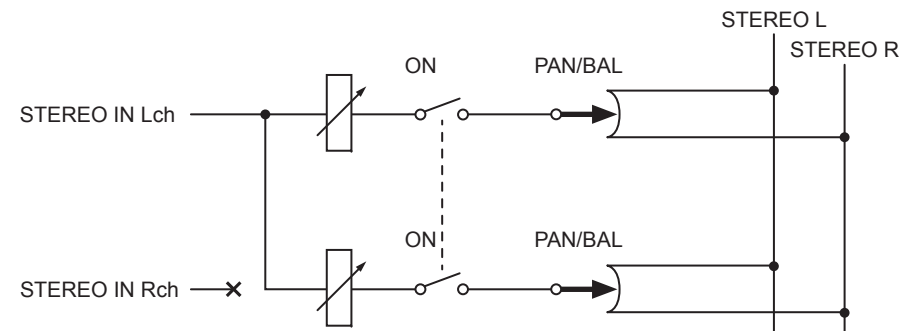 STEREO L
STEREO R
ON
PAN/BAL
STEREO IN Lch
ON
PAN/BAL
STEREO IN Rch